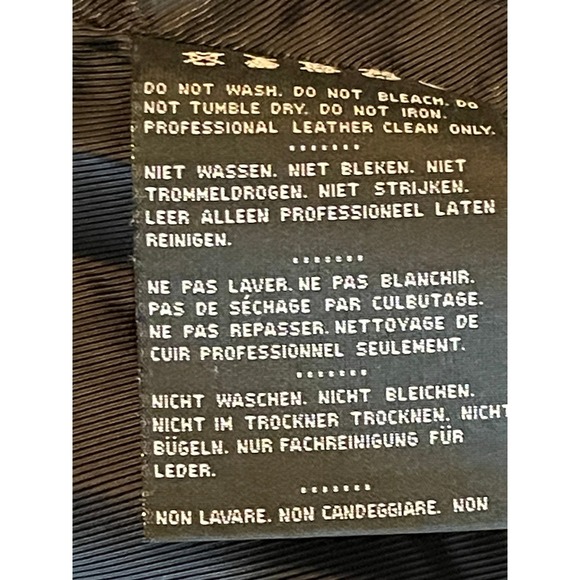 DO NOT WASH. DO NOT BLEACH. DO
NOT TUMBLE DRY. DO NOT IRON.
PROFESSIONAL LEATHER CLEAN ONLY.
NIET WASSEN. NIET BLEKEN. NIET
TROMMELDROGEN. NIET STRIJKEN.
LEER ALLEEN PROFESSIONEEL LATEN
REINIGEN.
NE PAS LAVER. NE PAS BLANCHIR.
PAS DE SÉCHAGE PAR CULBUTAGE.
NE PAS REPASSER. NETTOYAGE DE
CUIR PROFESSIONNEL SEULEMENT.
NICHT WASCHEN. NICHT BLEICHEN.
NICHT IM TROCKNER TROCKNEN. NICHT
BÜGELN. NUR FACHREINIGUNG FÜR
LEDER.
NON LAVARE. NON CANDEGGIARE. NON